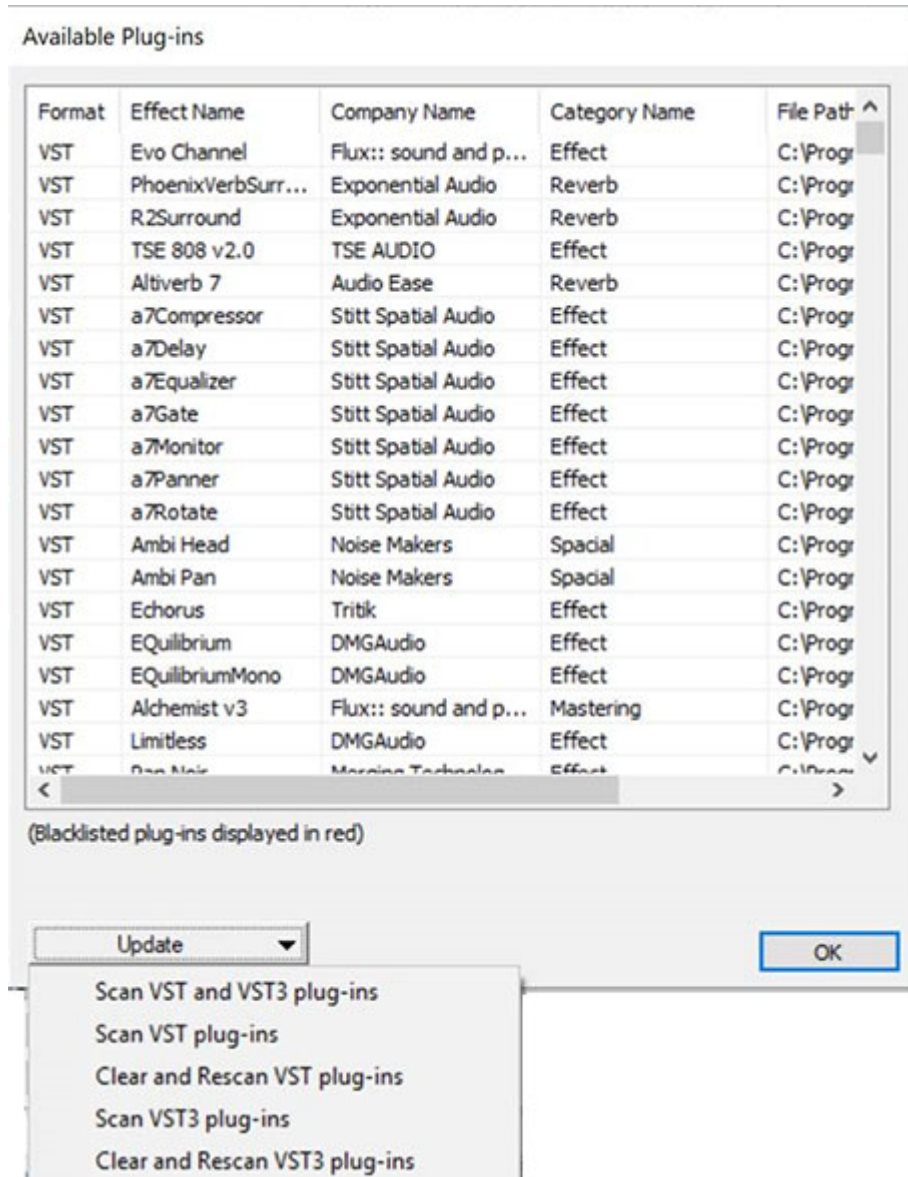 Available Plug-ins
Format Effect Name Company Name Category Name File Path
VST Evo Channel Flux:: sound and p... Effect C:\Progr
VST PhoenixVerbSurr... Exponential Audio Reverb C:\Progr
VST R2Surround Exponential Audio Reverb C:\Progr
VST TSE 808 v2.0 TSE AUDIO Effect C:\Progr
VST Altiverb 7 Audio Ease Reverb C:\Progr
VST a7Compressor Stitt Spatial Audio Effect C:\Progr
VST a7Delay Stitt Spatial Audio Effect C:\Progr
VST a7Equalizer Stitt Spatial Audio Effect C:\Progr
VST a7Gate Stitt Spatial Audio Effect C:\Progr
VST a7Monitor Stitt Spatial Audio Effect C:\Progr
VST a7Panner Stitt Spatial Audio Effect C:\Progr
VST a7Rotate Stitt Spatial Audio Effect C:\Progr
VST Ambi Head Noise Makers Spacial C:\Progr
VST Ambi Pan Noise Makers Spacial C:\Progr
VST Echorus Tritik Effect C:\Progr
VST EQuilibrium DMGAudio Effect C:\Progr
VST EQuilibriumMono DMGAudio Effect C:\Progr
VST Alchemist v3 Flux:: sound and p... Mastering C:\Progr
VST Limitless DMGAudio Effect C:\Progr
VST Pan Noir Merging Technolog Effect C:\Progr
(Blacklisted plug-ins displayed in red)
Update
OK
Scan VST and VST3 plug-ins
Scan VST plug-ins
Clear and Rescan VST plug-ins
Scan VST3 plug-ins
Clear and Rescan VST3 plug-ins